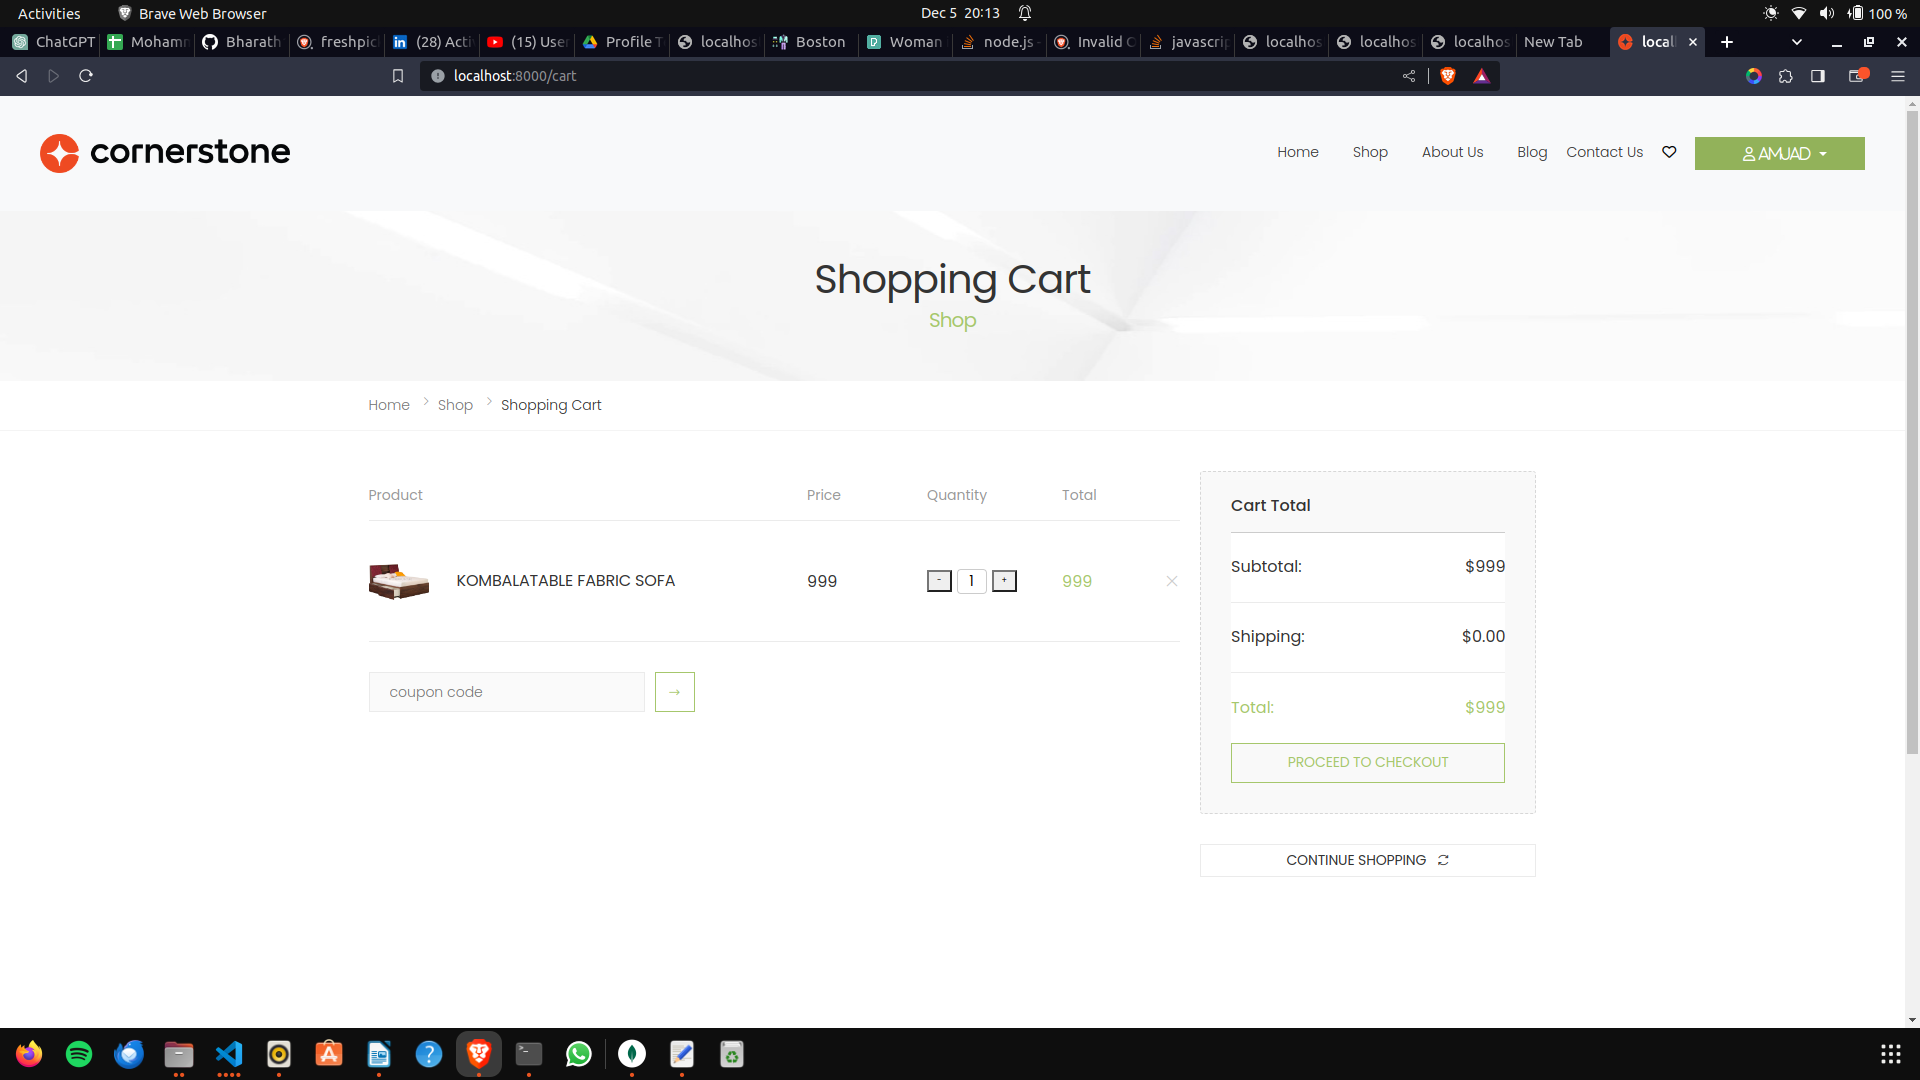 Activities Brave Web Browser Dec 5 20:13 100 %
ChatGPT Moham Bharath freshpic (28) Acti (15) User Profile T localhos Boston Woman node.js - Invalid javascrip localhos localhos localhos New Tab local
localhost:8000/cart
cornerstone Home Shop About Us Blog Contact Us AMJAD
Shopping Cart
Shop
Home Shop Shopping Cart
Product Price Quantity Total
KOMBALATABLE FABRIC SOFA 999 - 1 + 999
coupon code →
Cart Total
Subtotal: $999
Shipping: $0.00
Total: $999
PROCEED TO CHECKOUT
CONTINUE SHOPPING